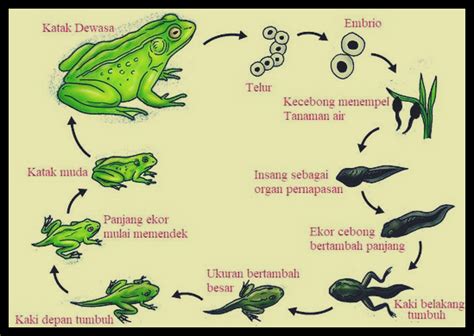 Katak Dewasa
Embrio
Telur
Kecebong menempel
Tanaman air
Insang sebagai
organ pernapasan
Ekor cebong
bertambah panjang
Kaki belakang
tumbuh
Ukuran bertambah
besar
Kaki depan tumbuh
Panjang ekor
mulai memendek
Katak muda